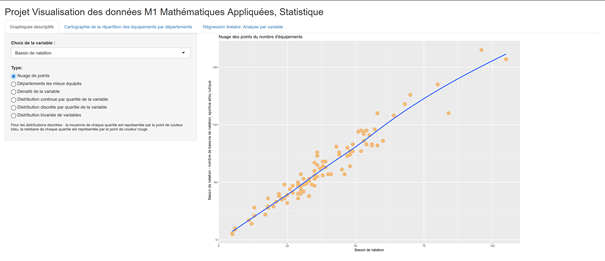 Projet Visualisation des données M1 Mathématiques Appliquées, Statistique
Graphiques descriptifs
Cartographie de la répartition des équipements par départements
Régression linéaire: Analyse par variable
Choix de la variable :
Bassin de natation
Type:
Nuage de points
Départements les mieux équipés
Densité de la variable
Distribution continue par quartile de la variable
Distribution discrète par quartile de la variable
Distribution bivariée de variables
Pour les distributions discrètes : la moyenne de chaque quartile est représentée par le point de couleur
bleu, la médiane de chaque quartile est représentée par le point de couleur rouge
Nuage des points du nombre d'équipements
Bassin de natation